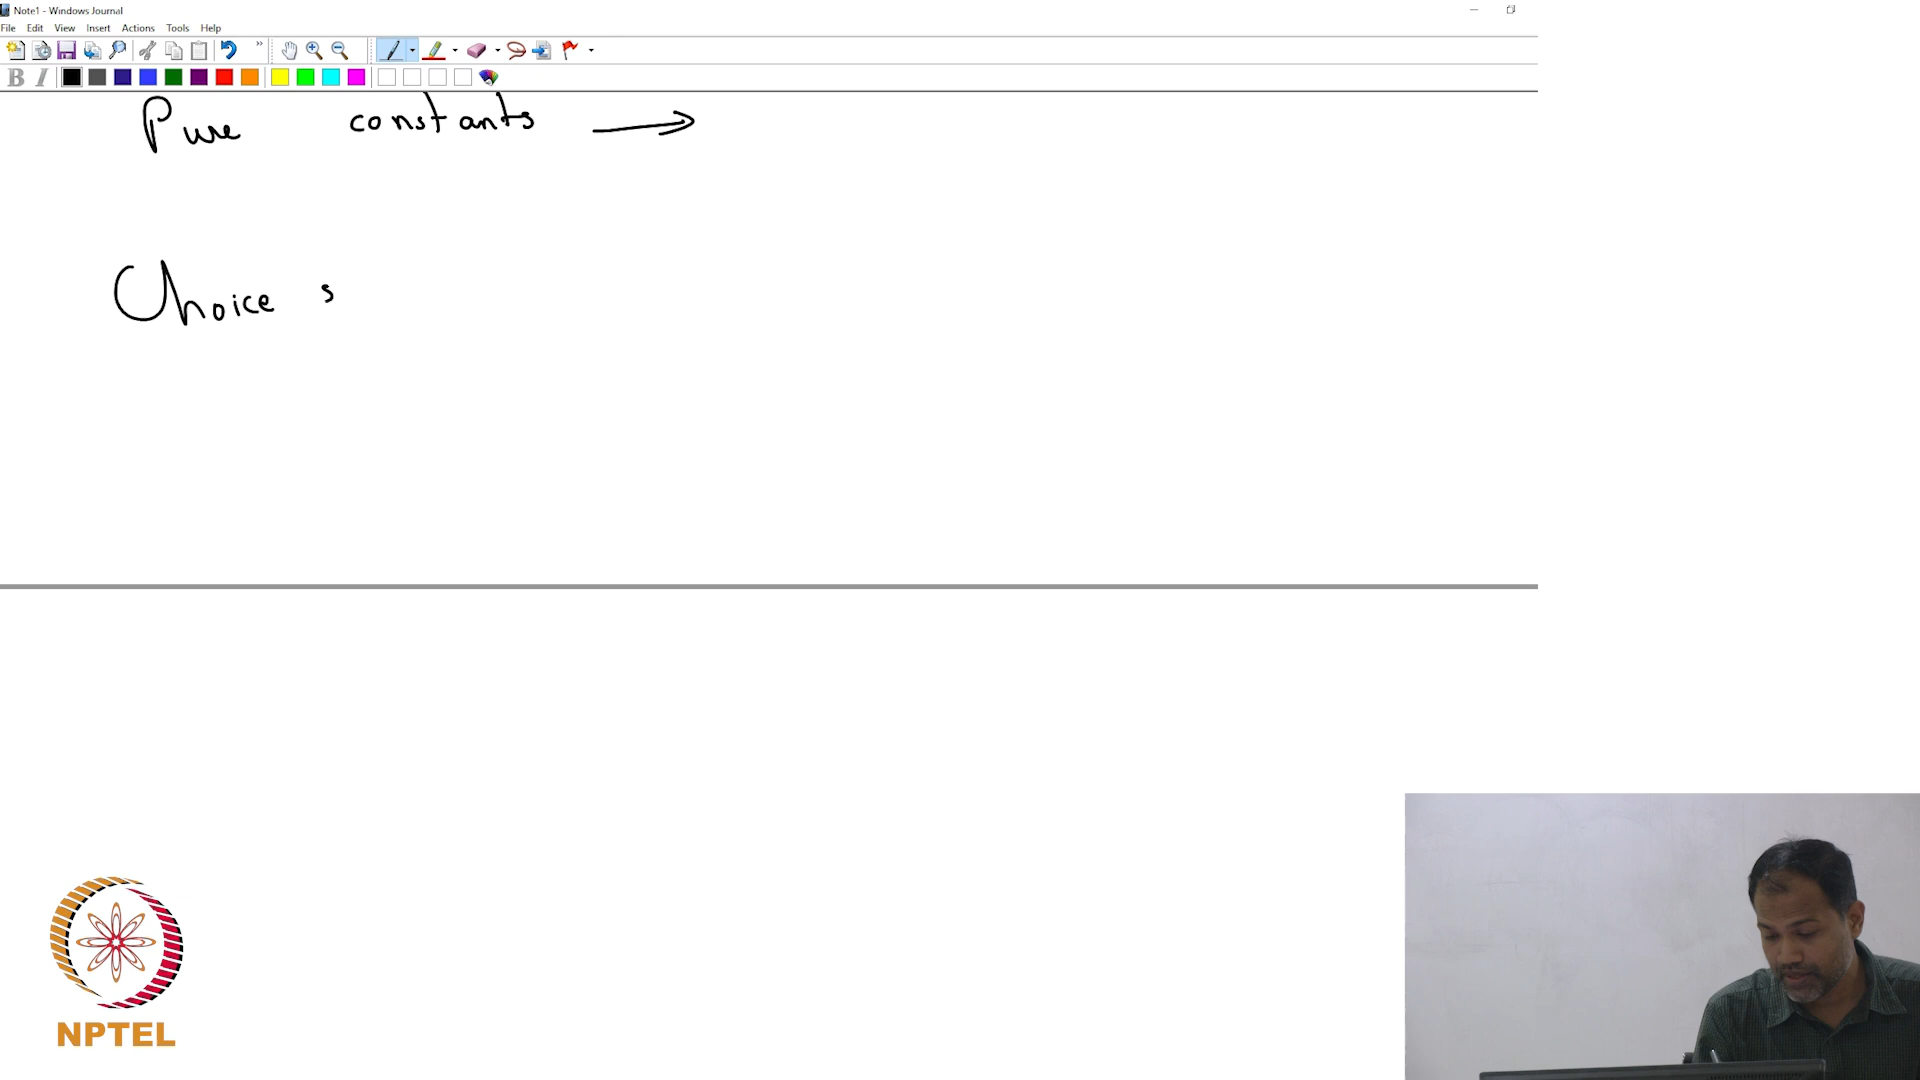 Note1 - Windows Journal
File Edit View Insert Actions Tools Help
B I
Pure constants →
Choice s
NPTEL